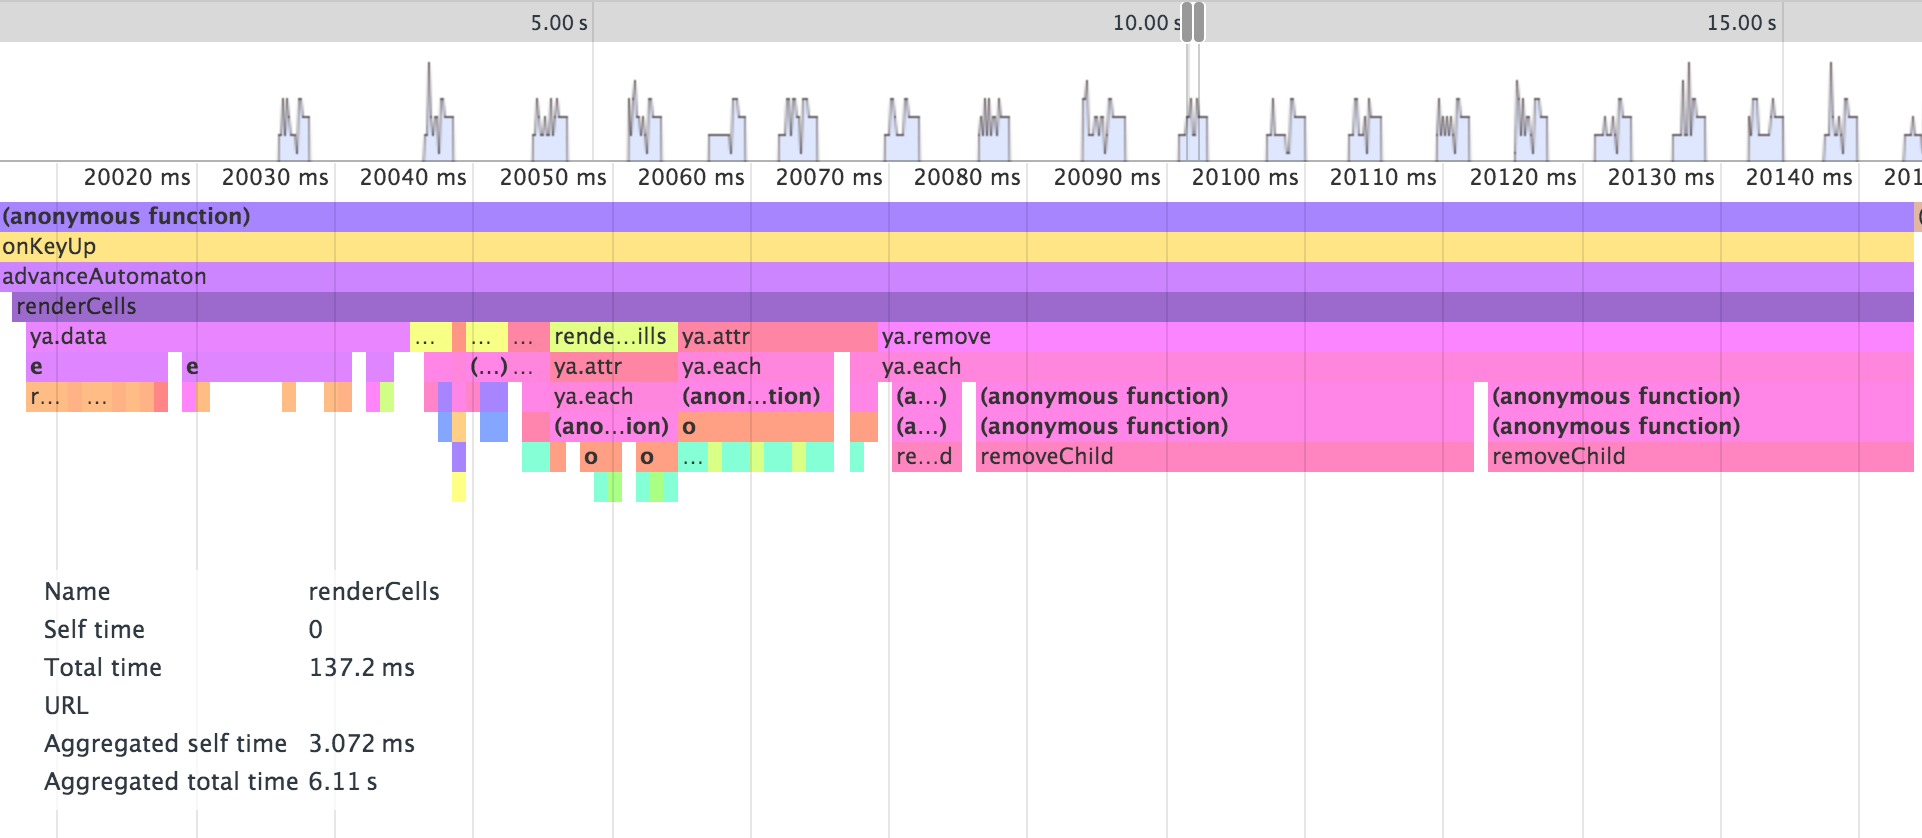 5.00 s 10.00 s 15.00 s
20020 ms 20030 ms 20040 ms 20050 ms 20060 ms 20070 ms 20080 ms 20090 ms 20100 ms 20110 ms 20120 ms 20130 ms 20140 ms 201
(anonymous function) (
onKeyUp
advanceAutomaton
renderCells
ya.data ... ... ... rende...ills ya.attr ya.remove
e e (...) ... ya.attr ya.each ya.each
r... ... ya.each (anon...tion) (a...) (anonymous function) (anonymous function)
(ano...ion) o (a...) (anonymous function) (anonymous function)
o o ... re...d removeChild removeChild
Name renderCells
Self time 0
Total time 137.2 ms
URL
Aggregated self time 3.072 ms
Aggregated total time 6.11 s